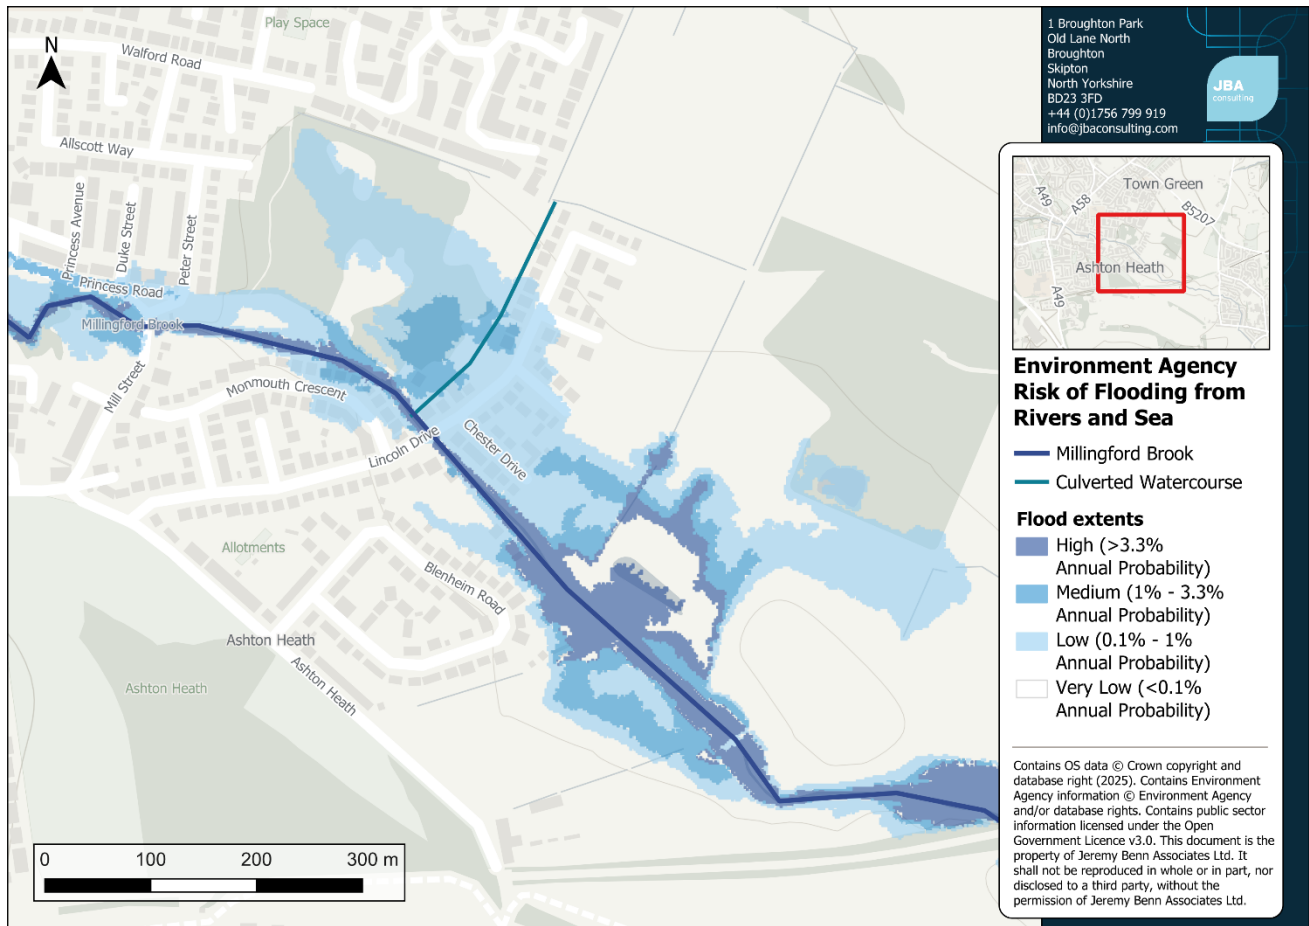 Play Space
N
Walford Road
Allscott Way
Princess Avenue
Duke Street
Peter Street
Princess Road
Millingford Brook
Mill Street
Monmouth Crescent
Lincoln Drive
Chester Drive
Allotments
Blenheim Road
Ashton Heath
Ashton Heath
Ashton Heath
0 100 200 300 m
1 Broughton Park
Old Lane North
Broughton
Skipton
North Yorkshire
BD23 3FD
+44 (0)1756 799 919
info@jbaconsulting.com
JBA
consulting
Town Green
A49
A58
B5207
Ashton Heath
A49
Environment Agency
Risk of Flooding from
Rivers and Sea
Millingford Brook
Culverted Watercourse
Flood extents
High (>3.3%
Annual Probability)
Medium (1% - 3.3%
Annual Probability)
Low (0.1% - 1%
Annual Probability)
Very Low (<0.1%
Annual Probability)
Contains OS data © Crown copyright and
database right (2025). Contains Environment
Agency information © Environment Agency
and/or database rights. Contains public sector
information licensed under the Open
Government Licence v3.0. This document is the
property of Jeremy Benn Associates Ltd. It
shall not be reproduced in whole or in part, nor
disclosed to a third party, without the
permission of Jeremy Benn Associates Ltd.